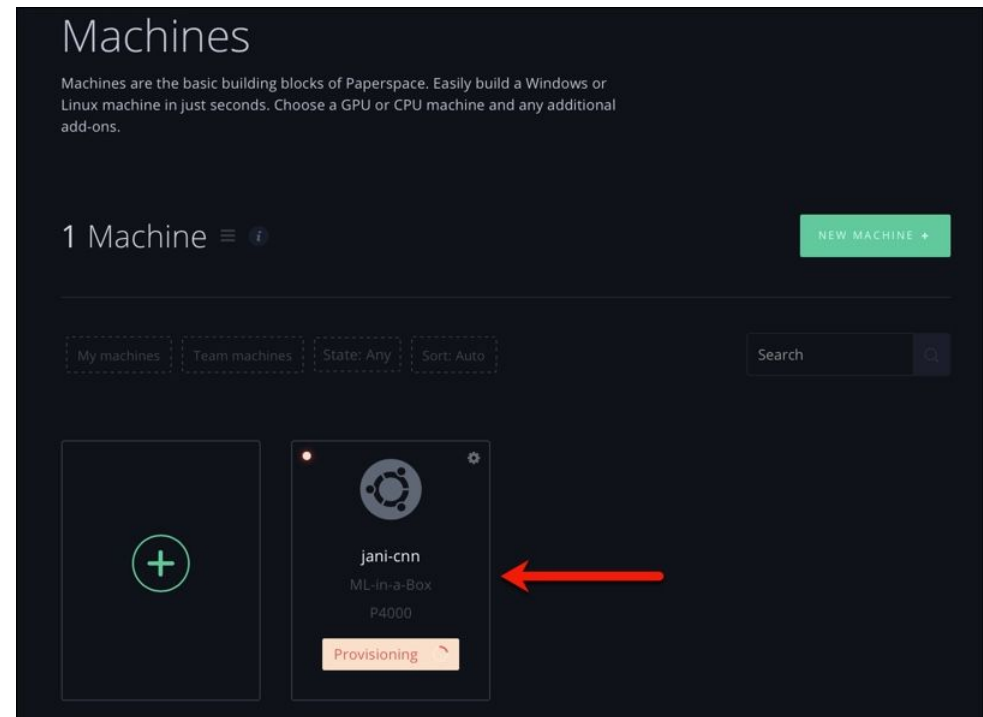 Machines
Machines are the basic building blocks of Paperspace. Easily build a Windows or
Linux machine in just seconds. Choose a GPU or CPU machine and any additional
add-ons.
1 Machine
NEW MACHINE +
My machines
Team machines
State: Any
Sort: Auto
Search
jani-cnn
ML-in-a-Box
P4000
Provisioning